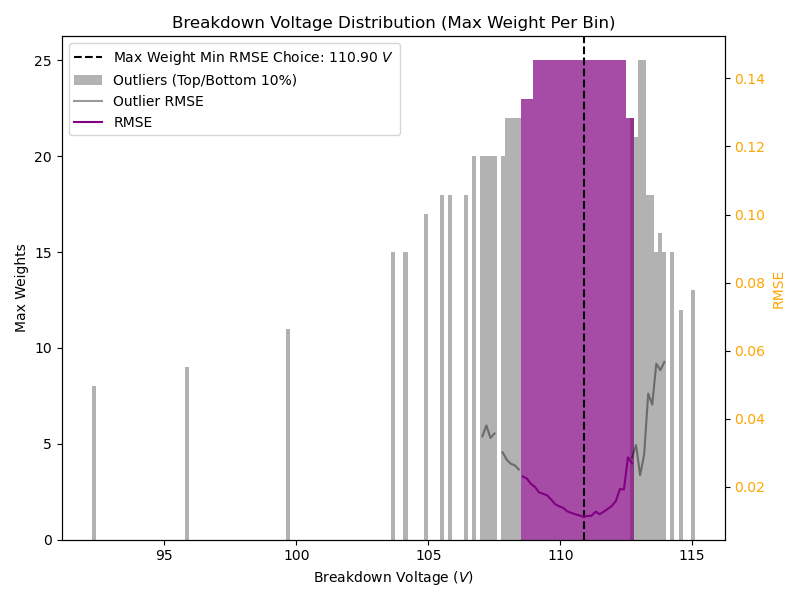 Breakdown Voltage Distribution (Max Weight Per Bin)
Max Weight Min RMSE Choice: 110.90 V
Outliers (Top/Bottom 10%)
Outlier RMSE
RMSE
25
20
15
10
5
0
Max Weights
0.14
0.12
0.10
0.08
0.06
0.04
0.02
RMSE
95 100 105 110 115
Breakdown Voltage (V)